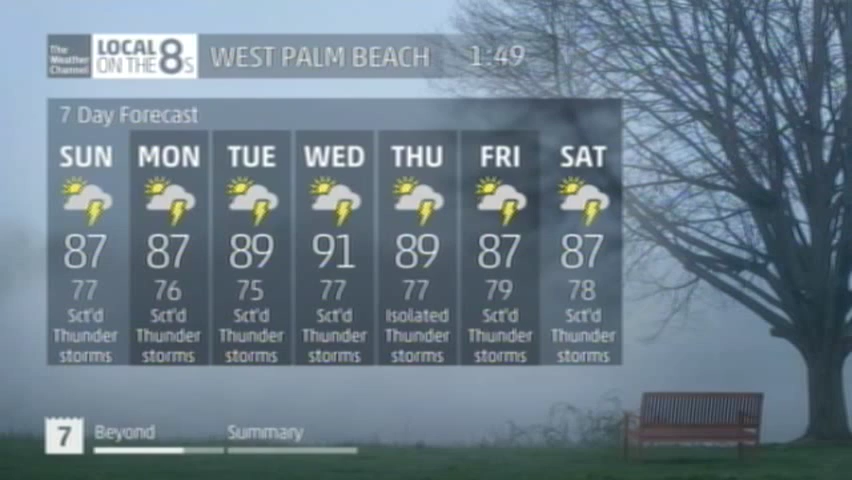 The Weather Channel
LOCAL ON THE 8s
WEST PALM BEACH 1:49
7 Day Forecast
SUN MON TUE WED THU FRI SAT
87 87 89 91 89 87 87
77 76 75 77 77 79 78
Sct'd Sct'd Sct'd Sct'd Isolated Sct'd Sct'd
Thunder Thunder Thunder Thunder Thunder Thunder Thunder
storms storms storms storms storms storms storms
7 Beyond Summary